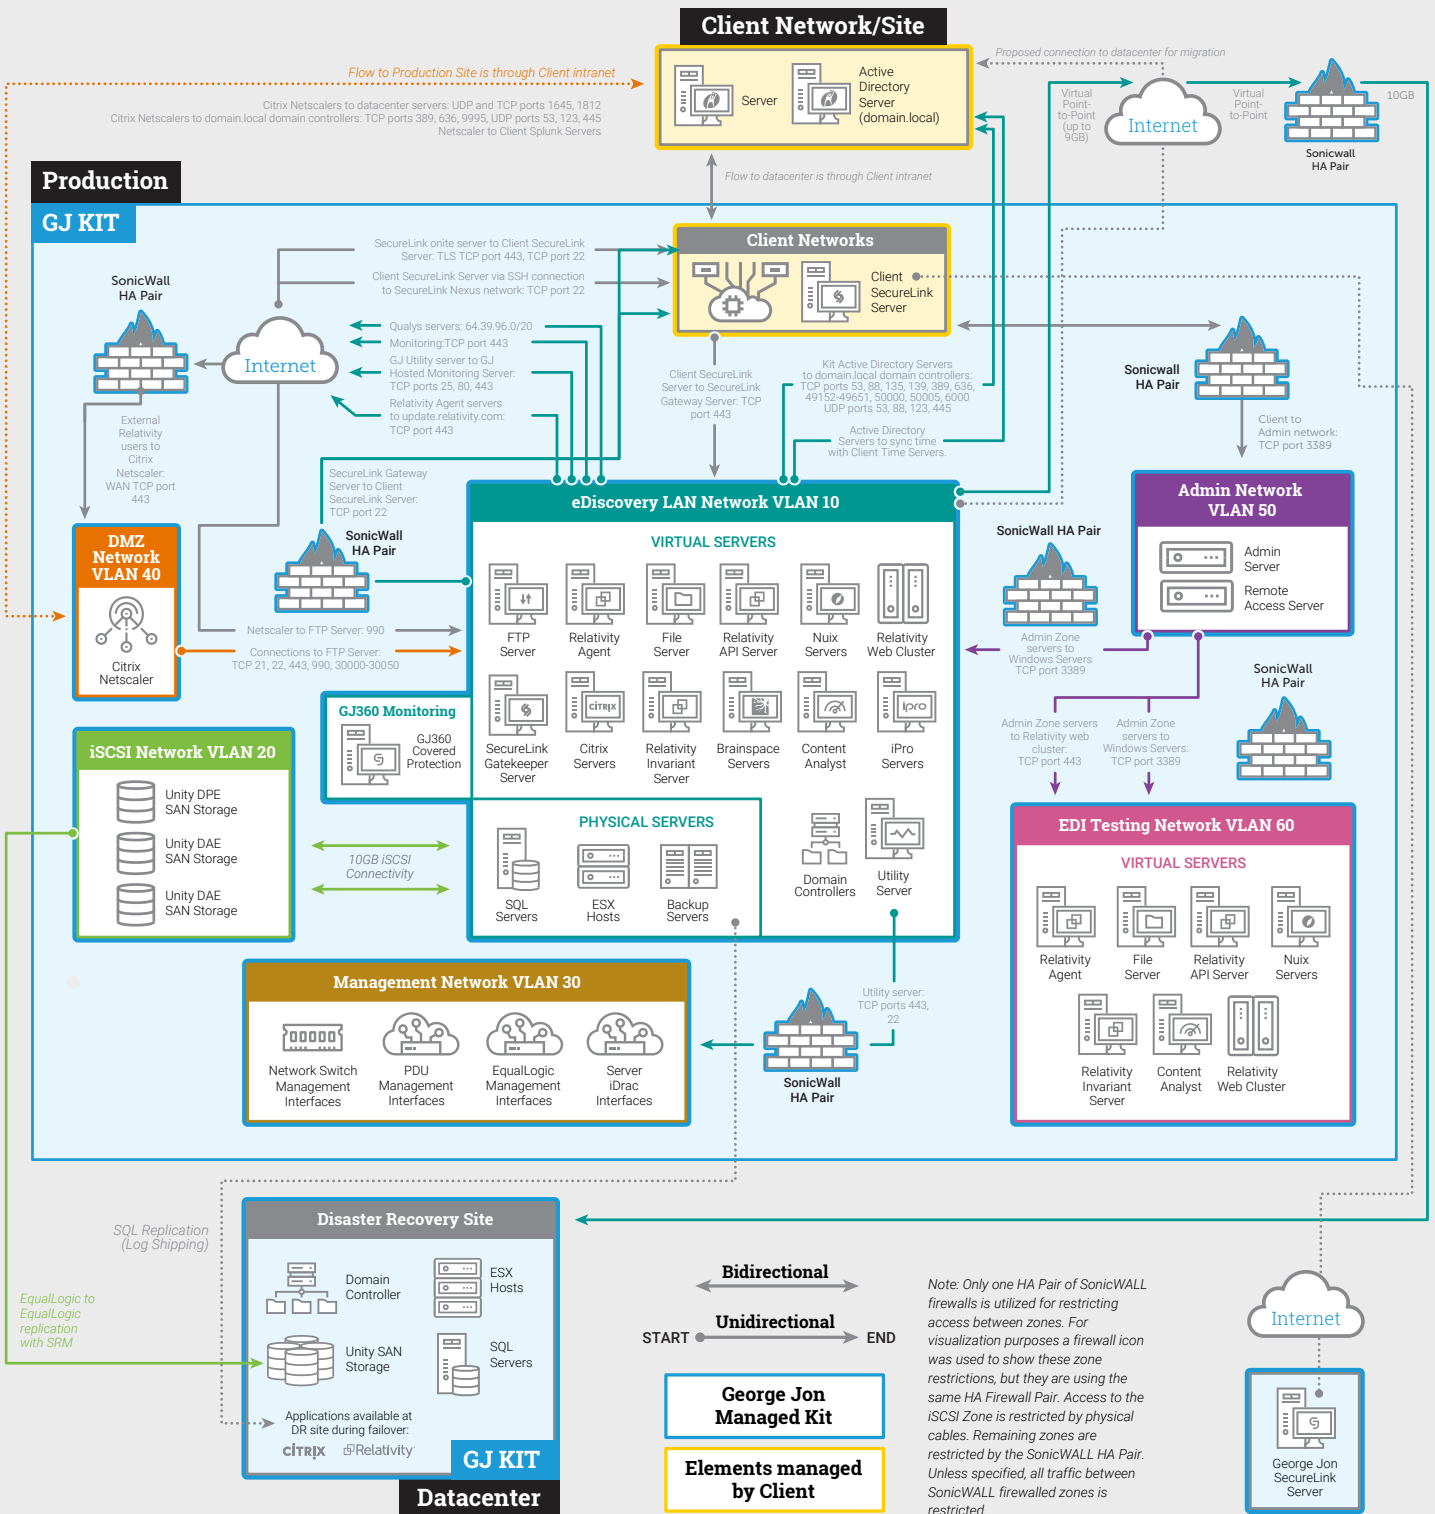 Client Network/Site
Flow to Production Site is through Client intranet
Citrix Netscalers to datacenter servers: UDP and TCP ports 1645, 1812
Citrix Netscalers to domain.local domain controllers: TCP ports 389, 636, 9995, UDP ports 53, 123, 445
Netscaler to Client Splunk Servers
Server
Active
Directory
Server
(domain.local)
Proposed connection to datacenter for migration
Virtual
Point-
to-Point
(up to
9GB)
Internet
Virtual
Point-
to-Point
10GB
Sonicwall
HA Pair
Flow to datacenter is through Client intranet
Production
GJ KIT
SonicWall
HA Pair
SecureLink onite server to Client SecureLink
Server: TLS TCP port 443, TCP port 22
Client SecureLink Server via SSH connection
to SecureLink Nexus network: TCP port 22
Client Networks
Client
SecureLink
Server
Internet
Qualys servers: 64.39.96.0/20
Monitoring:TCP port 443
GJ Utility server to GJ
Hosted Monitoring Server:
TCP ports 25, 80, 443
Relativity Agent servers
to update.relativity.com:
TCP port 443
Client SecureLink
Server to SecureLink
Gateway Server: TCP
port 443
Kit Active Directory Servers
to domain.local domain controllers:
TCP ports 53, 88, 135, 139, 389, 636,
49152-49651, 50000, 50005, 6000
UDP ports 53, 88, 123, 445
Active Directory
Servers to sync time
with Client Time Servers.
Sonicwall
HA Pair
Client to
Admin network:
TCP port 3389
External
Relativity
users to
Citrix
Netscaler:
WAN TCP port
443
SecureLink Gateway
Server to Client
SecureLink Server:
TCP port 22
SonicWall
HA Pair
DMZ
Network
VLAN 40
Citrix
Netscaler
Netscaler to FTP Server: 990
Connections to FTP Server:
TCP 21, 22, 443, 990, 30000-30050
eDiscovery LAN Network VLAN 10
VIRTUAL SERVERS
FTP
Server
Relativity
Agent
File
Server
Relativity
API Server
Nuix
Servers
Relativity
Web Cluster
CITRIX
ipro
SecureLink
Gatekeeper
Server
Citrix
Servers
Relativity
Invariant
Server
Brainspace
Servers
Content
Analyst
iPro
Servers
GJ360 Monitoring
GJ360
Covered
Protection
PHYSICAL SERVERS
SQL
Servers
ESX
Hosts
Backup
Servers
Domain
Controllers
Utility
Server
SonicWall HA Pair
Admin Network
VLAN 50
Admin
Server
Remote
Access Server
Admin Zone
servers to
Windows Servers
TCP port 3389
SonicWall
HA Pair
Admin Zone servers
to Relativity web
cluster:
TCP port 443
Admin Zone
servers to
Windows Servers:
TCP port 3389
iSCSI Network VLAN 20
Unity DPE
SAN Storage
Unity DAE
SAN Storage
Unity DAE
SAN Storage
10GB iSCSI
Connectivity
EDI Testing Network VLAN 60
VIRTUAL SERVERS
Relativity
Agent
File
Server
Relativity
API Server
Nuix
Servers
Relativity
Invariant
Server
Content
Analyst
Relativity
Web Cluster
Management Network VLAN 30
Network Switch
Management
Interfaces
PDU
Management
Interfaces
EqualLogic
Management
Interfaces
Server
iDrac
Interfaces
Utility server:
TCP ports 443,
22
SonicWall
HA Pair
SQL Replication
(Log Shipping)
EqualLogic to
EqualLogic
replication
with SRM
Disaster Recovery Site
Domain
Controller
ESX
Hosts
Unity SAN
Storage
SQL
Servers
Applications available at
DR site during failover:
CITRIX
Relativity
GJ KIT
Datacenter
Bidirectional
Unidirectional
START
END
George Jon
Managed Kit
Elements managed
by Client
Note: Only one HA Pair of SonicWALL
firewalls is utilized for restricting
access between zones. For
visualization purposes a firewall icon
was used to show these zone
restrictions, but they are using the
same HA Firewall Pair. Access to the
iSCSI Zone is restricted by physical
cables. Remaining zones are
restricted by the SonicWALL HA Pair.
Unless specified, all traffic between
SonicWALL firewalled zones is
restricted
Internet
George Jon
SecureLink
Server